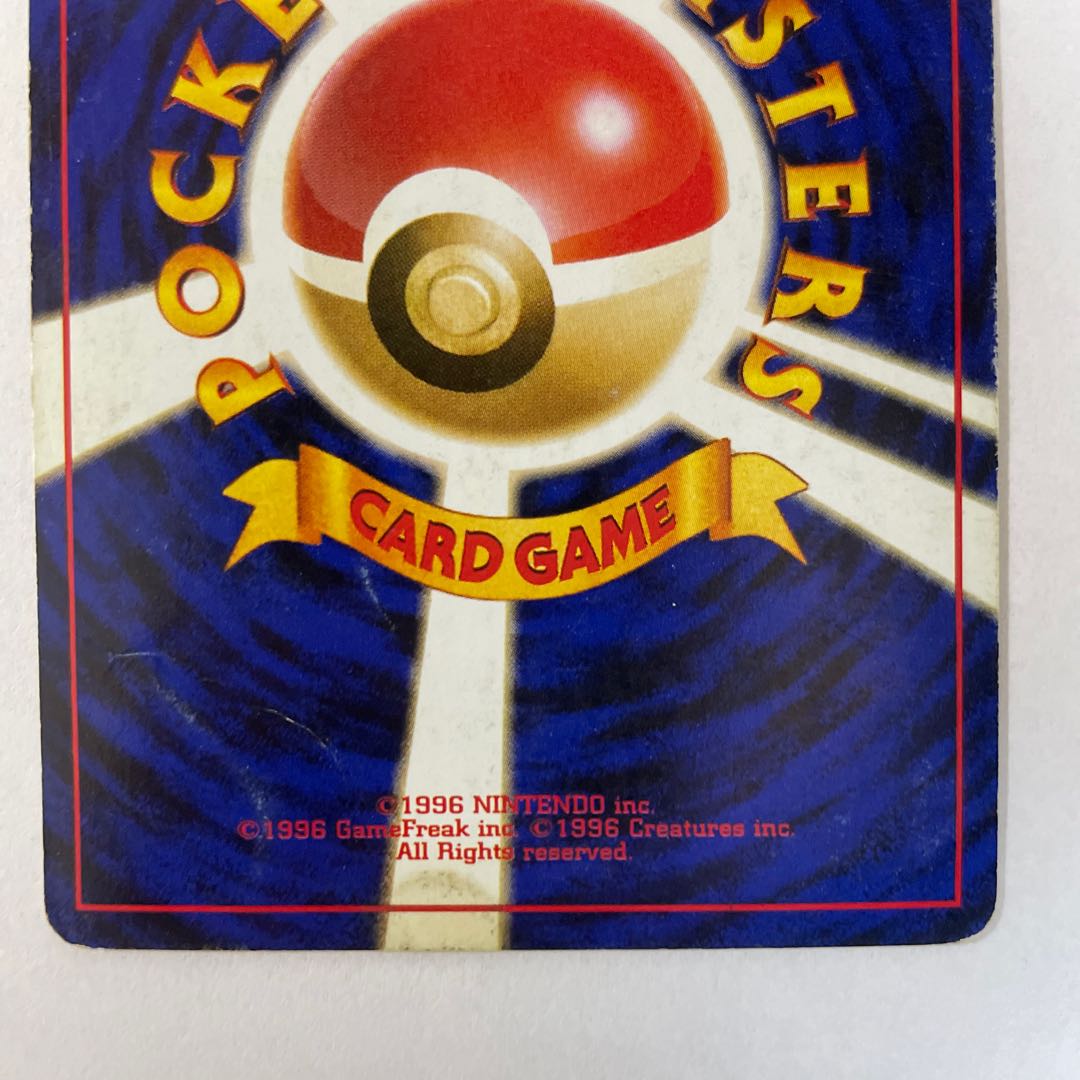 POCKE
STERS
CARD GAME
©1996 NINTENDO inc.
©1996 GameFreak inc. ©1996 Creatures inc.
All Rights reserved.